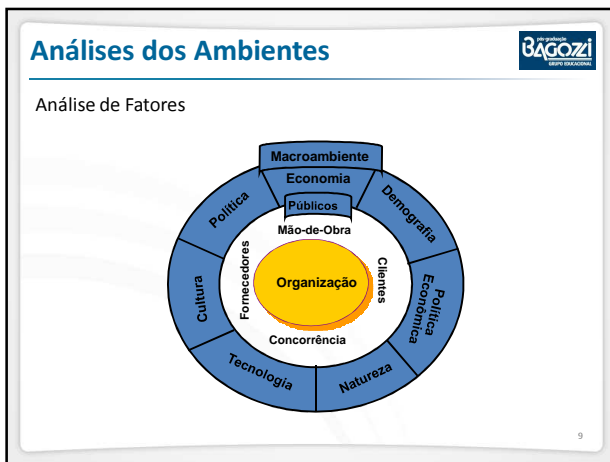 Análises dos Ambientes
pós-graduação
BAGOZZI
GRUPO EDUCACIONAL
Análise de Fatores
Macroambiente
Economia
Públicos
Política
Demografia
Mão-de-Obra
Fornecedores
Clientes
Organização
Cultura
Política
Econômica
Concorrência
Tecnologia
Natureza
9